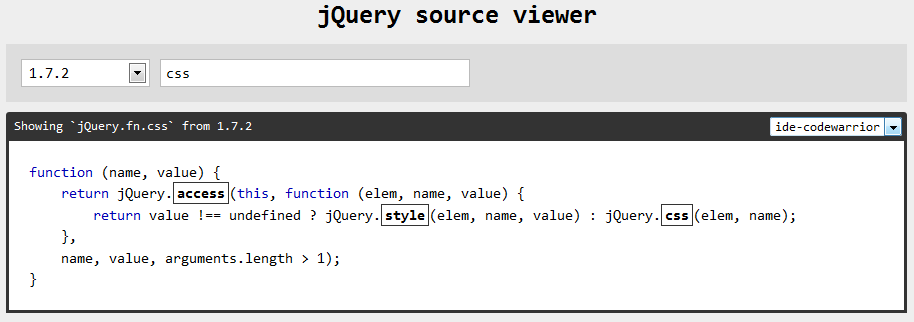 jQuery source viewer
1.7.2 css
Showing `jQuery.fn.css` from 1.7.2 ide-codewarrior
function (name, value) {
    return jQuery.access(this, function (elem, name, value) {
        return value !== undefined ? jQuery.style(elem, name, value) : jQuery.css(elem, name);
    },
    name, value, arguments.length > 1);
}